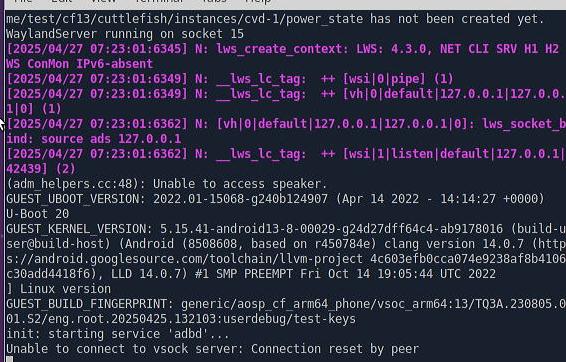 me/test/cf13/cuttlefish/instances/cvd-1/power_state has not been created yet.
WaylandServer running on socket 15
[2025/04/27 07:23:01:6345] N: lws_create_context: LWS: 4.3.0, NET CLI SRV H1 H2
WS ConMon IPv6-absent
[2025/04/27 07:23:01:6349] N: __lws_lc_tag:  ++ [wsi|0|pipe] (1)
[2025/04/27 07:23:01:6349] N: __lws_lc_tag:  ++ [vh|0|default|127.0.0.1|127.0.0.
1|0] (1)
[2025/04/27 07:23:01:6362] N: [vh|0|default|127.0.0.1|127.0.0.1|0]: lws_socket_b
ind: source ads 127.0.0.1
[2025/04/27 07:23:01:6362] N: __lws_lc_tag:  ++ [wsi|1|listen|default|127.0.0.1|
42439] (2)
(adm_helpers.cc:48): Unable to access speaker.
GUEST_UBOOT_VERSION: 2022.01-15068-g240b124907 (Apr 14 2022 - 14:14:27 +0000)
U-Boot 20
GUEST_KERNEL_VERSION: 5.15.41-android13-8-00029-g24d27dff64c4-ab9178016 (build-u
ser@build-host) (Android (8508608, based on r450784e) clang version 14.0.7 (http
s://android.googlesource.com/toolchain/llvm-project 4c603efb0cca074e9238af8b4106
c30add4418f6), LLD 14.0.7) #1 SMP PREEMPT Fri Oct 14 19:05:44 UTC 2022
] Linux version
GUEST_BUILD_FINGERPRINT: generic/aosp_cf_arm64_phone/vsoc_arm64:13/TQ3A.230805.0
01.S2/eng.root.20250425.132103:userdebug/test-keys
init: starting service 'adbd'...
Unable to connect to vsock server: Connection reset by peer